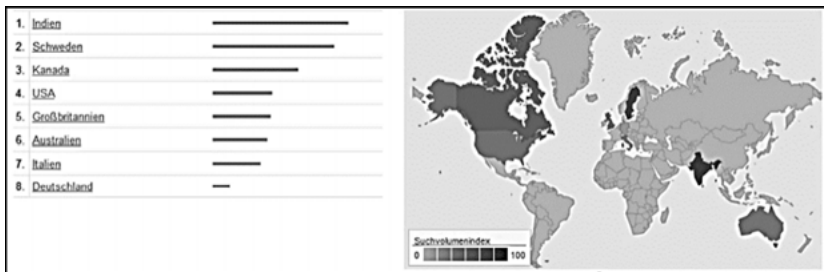 1. Indien
2. Schweden
3. Kanada
4. USA
5. Großbritannien
6. Australien
7. Italien
8. Deutschland
Suchvolumenindex
0 100